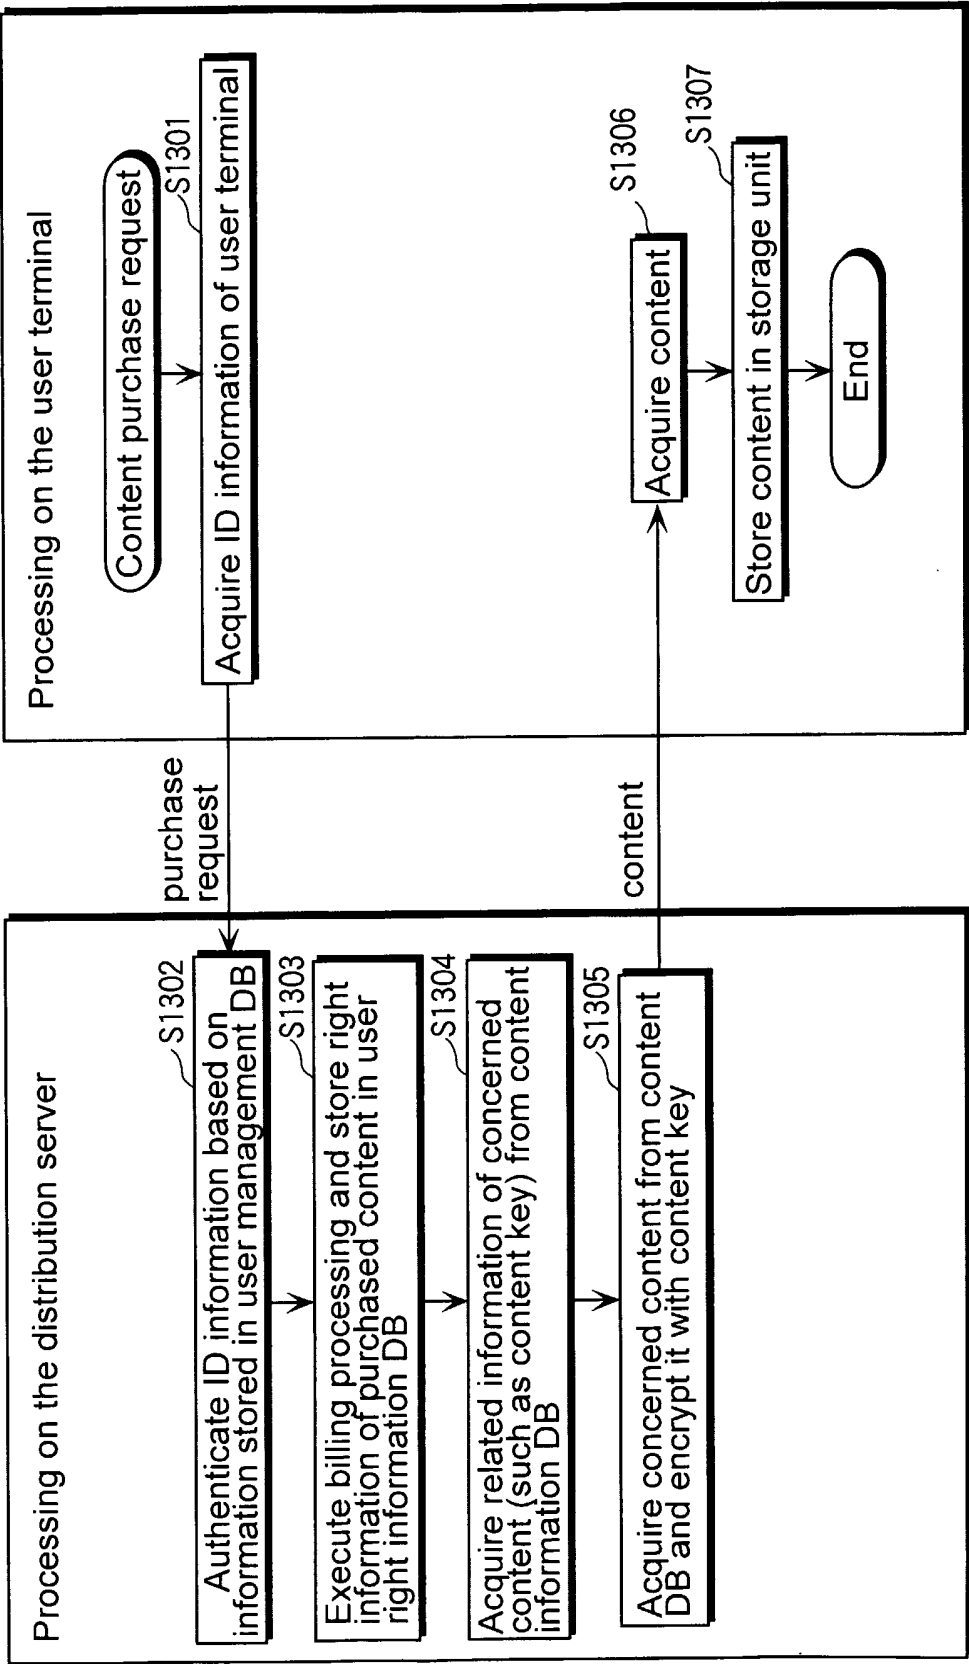 Processing on the distribution server
Authenticate ID information based on
information stored in user management DB
S1302
Execute billing processing and store right
information of purchased content in user
right information DB
S1303
Acquire related information of concerned
content (such as content key) from content
information DB
S1304
Acquire concerned content from content
DB and encrypt it with content key
S1305
purchase
request
content
Processing on the user terminal
Content purchase request
S1301
Acquire ID information of user terminal
S1306
Acquire content
S1307
Store content in storage unit
End